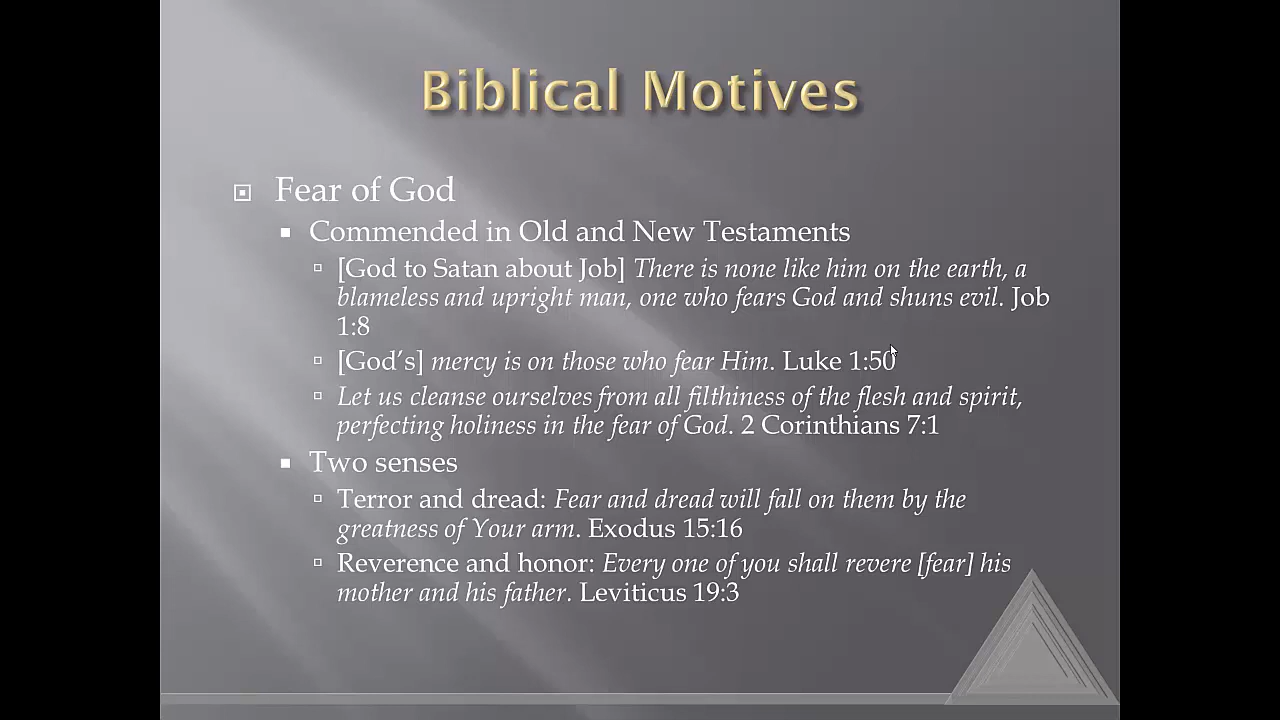 Biblical Motives
Fear of God
Commended in Old and New Testaments
[God to Satan about Job] There is none like him on the earth, a
blameless and upright man, one who fears God and shuns evil. Job
1:8
[God’s] mercy is on those who fear Him. Luke 1:50
Let us cleanse ourselves from all filthiness of the flesh and spirit,
perfecting holiness in the fear of God. 2 Corinthians 7:1
Two senses
Terror and dread: Fear and dread will fall on them by the
greatness of Your arm. Exodus 15:16
Reverence and honor: Every one of you shall revere [fear] his
mother and his father. Leviticus 19:3